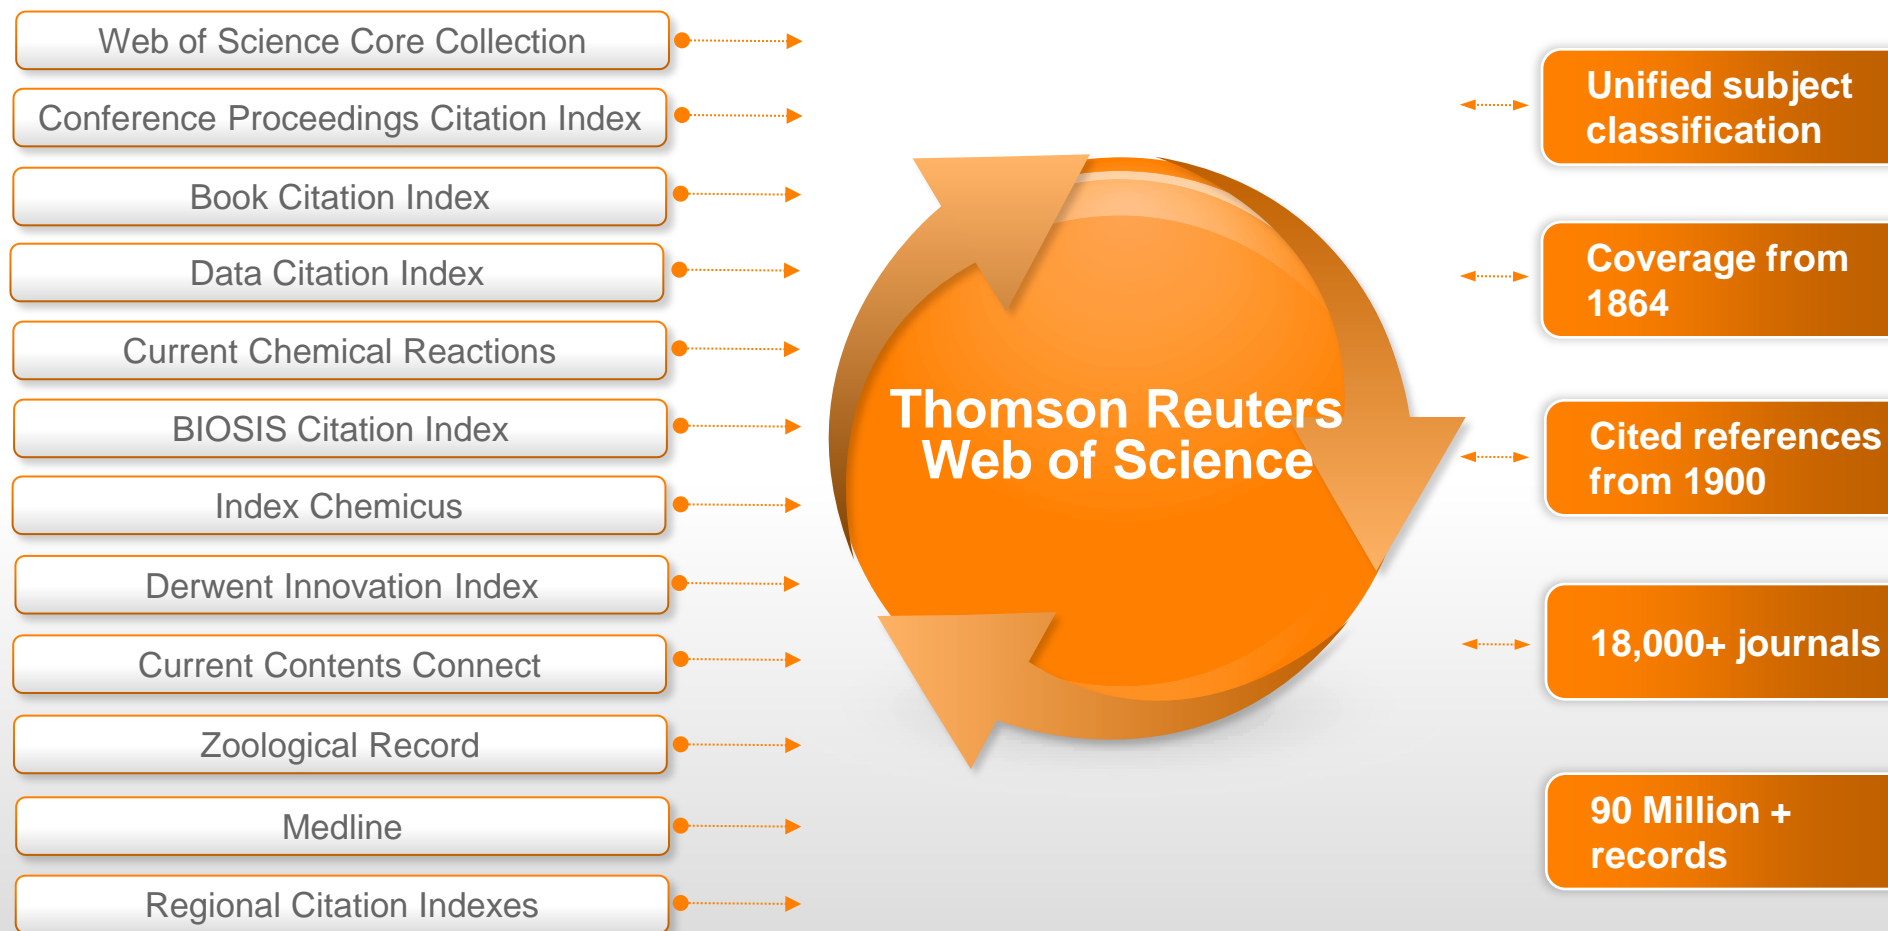 Web of Science Core Collection
Conference Proceedings Citation Index
Book Citation Index
Data Citation Index
Current Chemical Reactions
BIOSIS Citation Index
Index Chemicus
Derwent Innovation Index
Current Contents Connect
Zoological Record
Medline
Regional Citation Indexes
Thomson Reuters
Web of Science
Unified subject
classification
Coverage from
1864
Cited references
from 1900
18,000+ journals
90 Million +
records